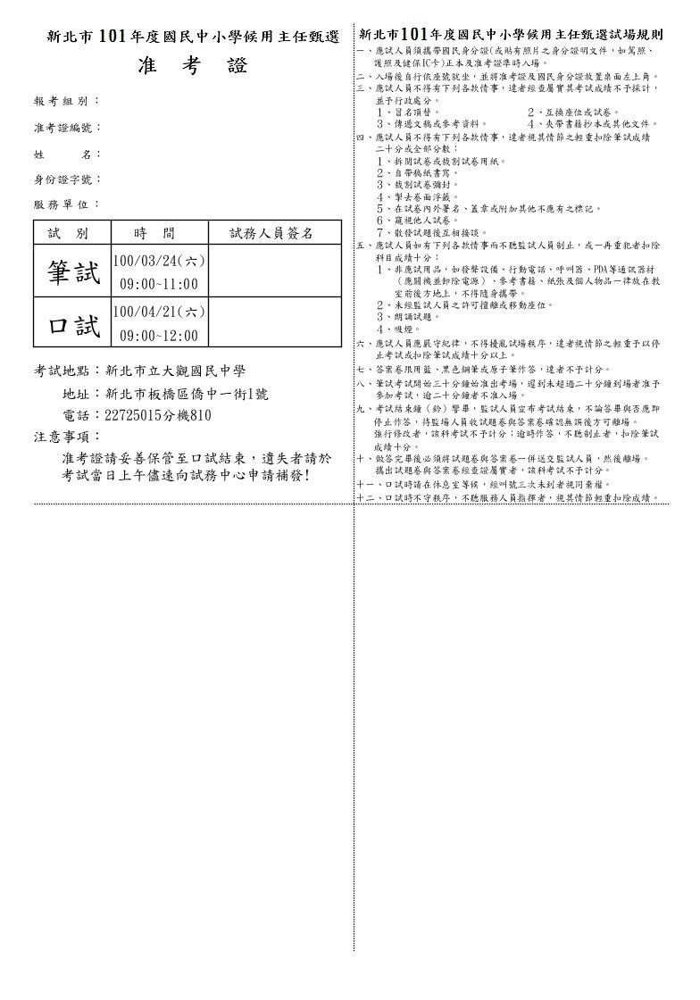 新北市101年度國民中小學候用主任甄選
准考證
報考組別：
准考證編號：
姓　　名：
身份證字號：
服務單位：
試 別　時 間　試務人員簽名
筆試　100/03/24(六)
09:00~11:00
口試　100/04/21(六)
09:00~12:00
考試地點：新北市立大觀國民中學
地址：新北市板橋區僑中一街1號
電話：22725015分機810
注意事項：
准考證請妥善保管至口試結束，遺失者請於
考試當日上午儘速向試務中心申請補發!
新北市101年度國民中小學候用主任甄選試場規則
一、應試人員須攜帶國民身分證(或貼有照片之身分證明文件，如駕照、
護照及健保IC卡)正本及准考證準時入場。
二、入場後自行依座號就坐，並將准考證及國民身分證放置桌面左上角。
三、應試人員不得有下列各款情事，違者經查屬實其考試成績不予採計，
並予行政處分。
1、冒名頂替。　2、互換座位或試卷。
3、傳遞文稿或參考資料。　4、夾帶書籍抄本或其他文件。
四、應試人員不得有下列各款情事，違者視其情節之輕重扣除筆試成績
二十分或全部分數：
1、拆閱試卷或裁割試卷用紙。
2、自帶稿紙書寫。
3、裁割試卷彌封。
4、掣去卷面浮籤。
5、在試卷內外署名、蓋章或附加其他不應有之標記。
6、窺視他人試卷。
7、散發試題後互相接談。
五、應試人員如有下列各款情事而不聽監試人員制止，或一再重犯者扣除
科目成績十分：
1、非應試用品，如發聲設備、行動電話、呼叫器、PDA等通訊器材
（應關機並卸除電源）、參考書籍、紙張及個人物品一律放在教
室前後方地上，不得隨身攜帶。
2、未經監試人員之許可擅離或移動座位。
3、朗誦試題。
4、吸煙。
六、應試人員應嚴守紀律，不得擾亂試場秩序，違者視情節之輕重予以停
止考試或扣除筆試成績十分以上。
七、答案卷限用藍、黑色鋼筆或原子筆作答，違者不予計分。
八、筆試考試開始三十分鐘始准出考場，遲到未超過二十分鐘到場者准予
參加考試，逾二十分鐘者不准入場。
九、考試結束鐘（鈴）響畢，監試人員宣布考試結束，不論答畢與否應即
停止作答，待監場人員收試題卷與答案卷確認無誤後方可離場。
強行修改者，該科考試不予計分；逾時作答，不聽制止者，扣除筆試
成績十分。
十、做答完畢後必須將試題卷與答案卷一併送交監試人員，然後離場。
攜出試題卷與答案卷經查證屬實者，該科試不予計分。
十一、口試時請在休息室等候，經叫號三次未到者視同棄權。
十二、口試時不守秩序，不聽服務人員指揮者，視其情節輕重扣除成績。